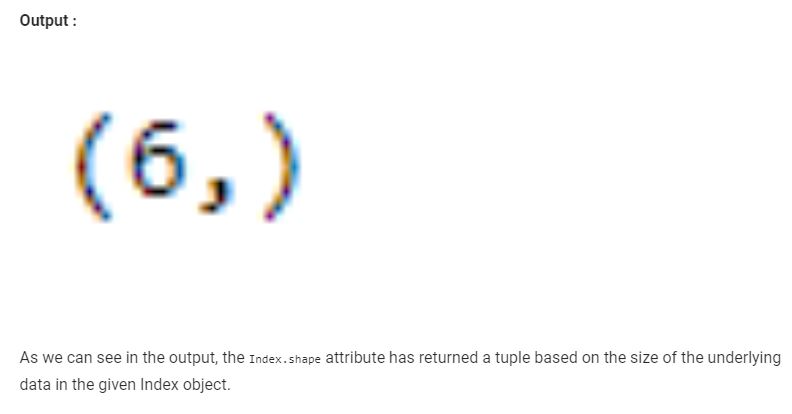 Output :
(6,)
As we can see in the output, the Index.shape attribute has returned a tuple based on the size of the underlying
data in the given Index object.